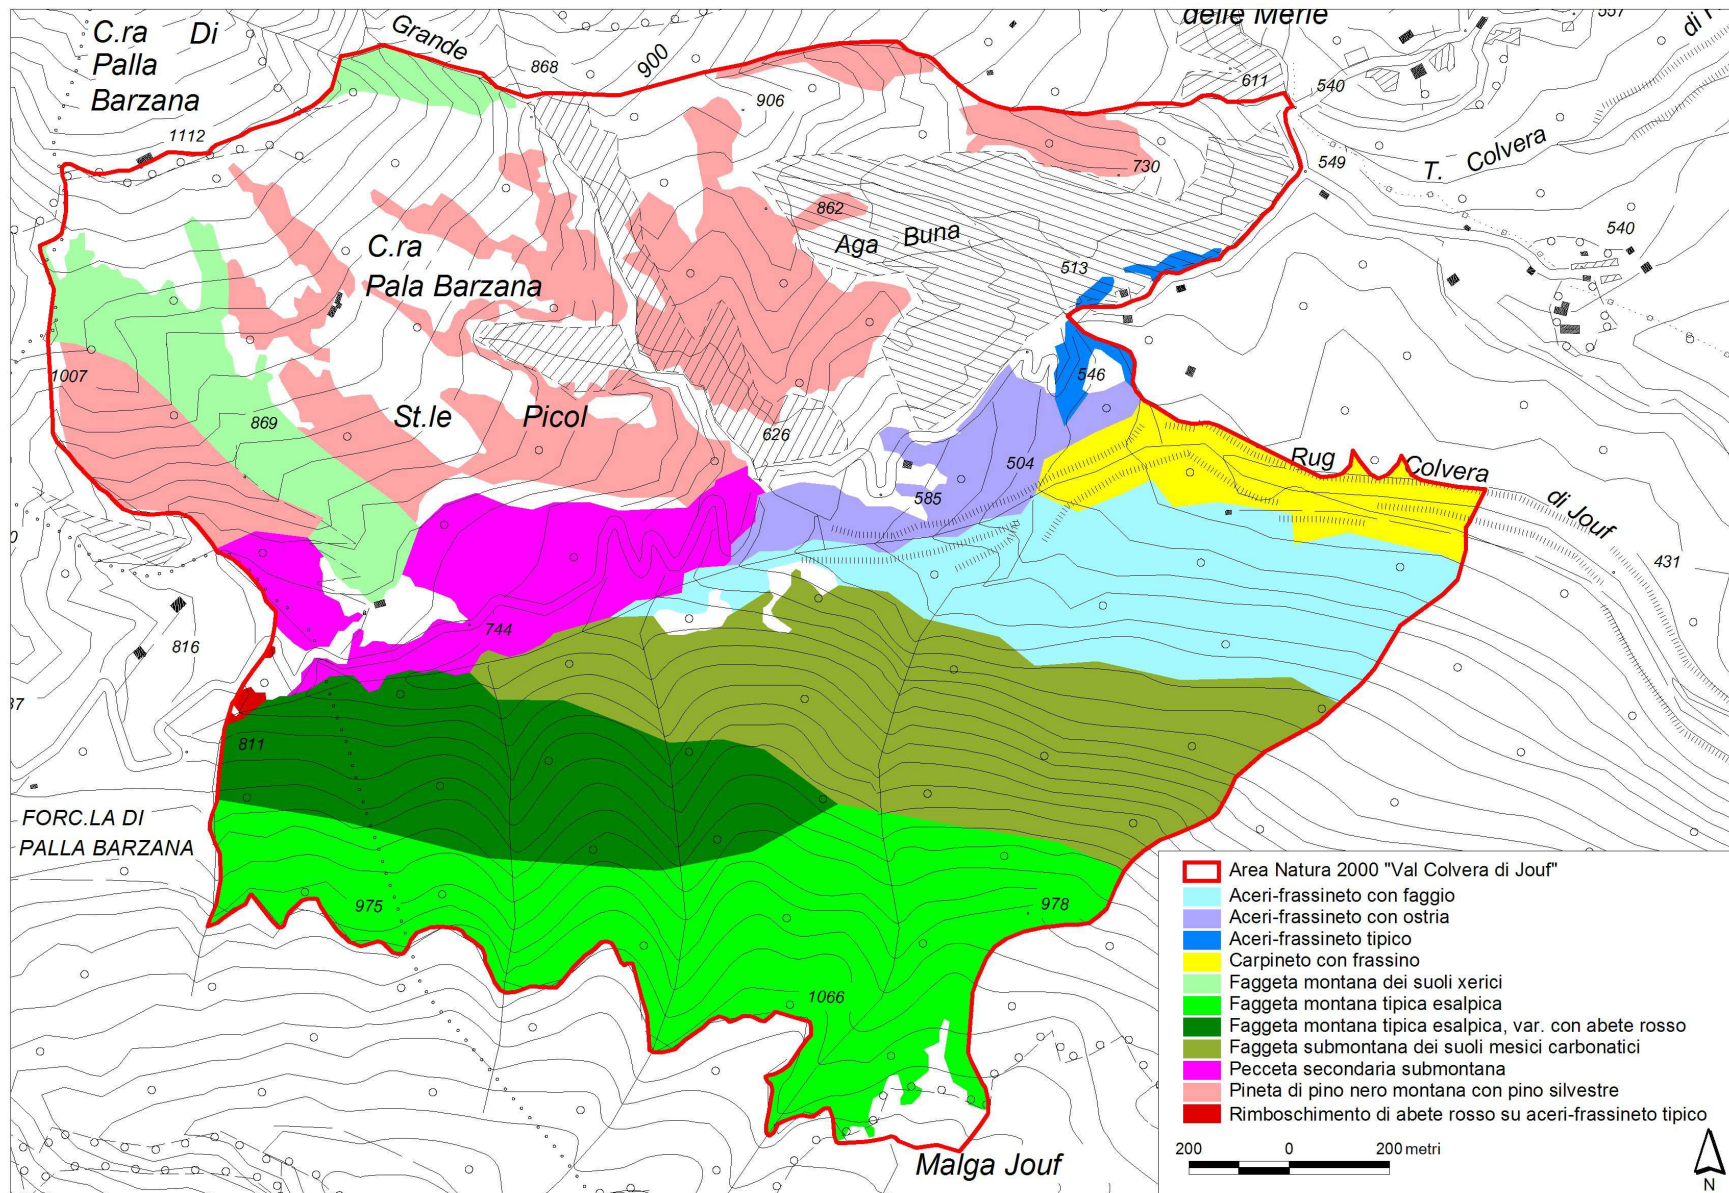 C.ra Di
Palla
Barzana
Grande
delle Merie
557
868
900
906
611
540
1112
730
549
T. Colvera
862
Aga Buna
513
540
C.ra
Pala Barzana
1007
546
869
St.le Picol
626
504
Rug Colvera
di Jouf
585
431
744
816
811
FORC.LA DI
PALLA BARZANA
975
978
1066
Malga Jouf
Area Natura 2000 "Val Colvera di Jouf"
Aceri-frassineto con faggio
Aceri-frassineto con ostria
Aceri-frassineto tipico
Carpineto con frassino
Faggeta montana dei suoli xerici
Faggeta montana tipica esalpica
Faggeta montana tipica esalpica, var. con abete rosso
Faggeta submontana dei suoli mesici carbonatici
Pecceta secondaria submontana
Pineta di pino nero montana con pino silvestre
Rimboschimento di abete rosso su aceri-frassineto tipico
200 0 200 metri
N